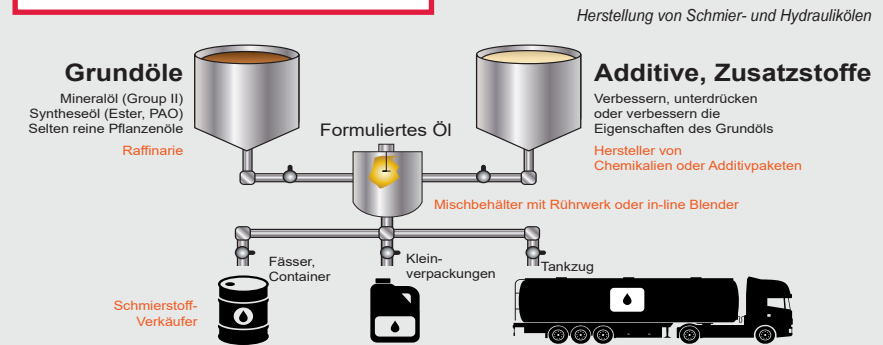 Herstellung von Schmier- und Hydraulikölen
Grundöle
Mineralöl (Group II)
Syntheseöl (Ester, PAO)
Selten reine Pflanzenöle
Raffinarie
Formuliertes Öl
Additive, Zusatzstoffe
Verbessern, unterdrücken
oder verbessern die
Eigenschaften des Grundöls
Hersteller von
Chemikalien oder Additivpaketen
Mischbehälter mit Rührwerk oder in-line Blender
Fässer,
Container
Klein-
verpackungen
Tankzug
Schmierstoff-
Verkäufer